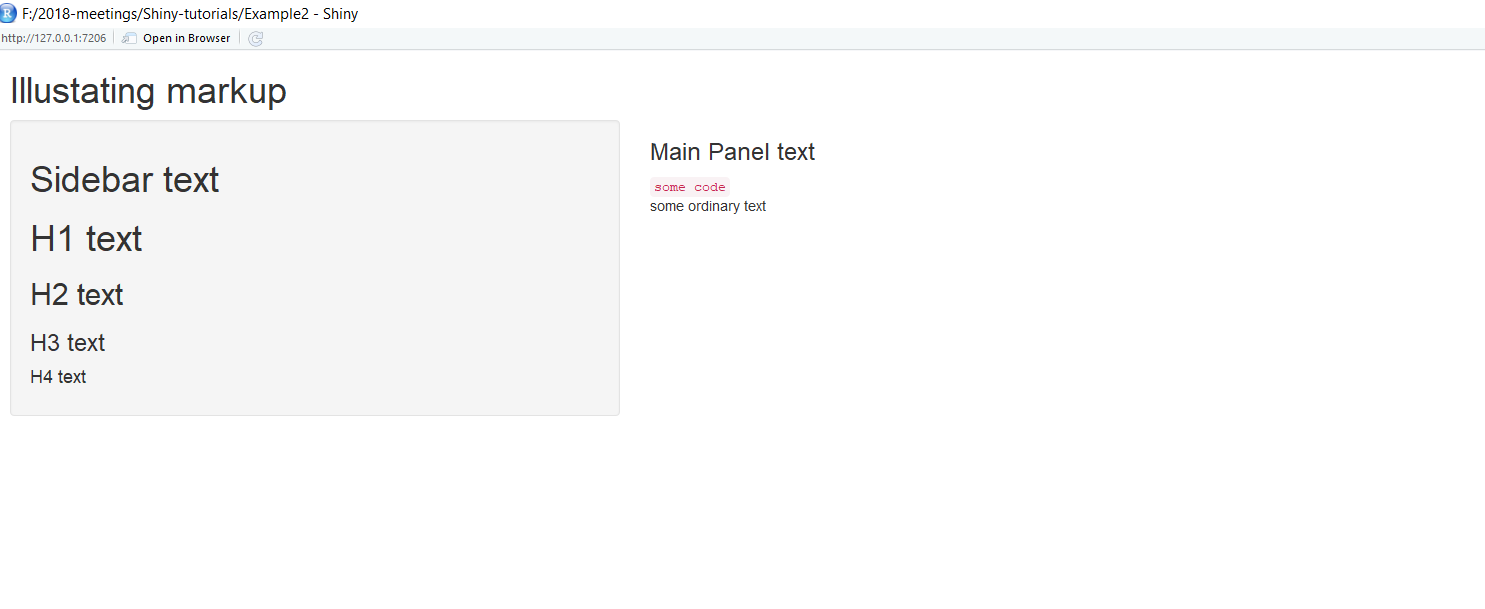 F:/2018-meetings/Shiny-tutorials/Example2 - Shiny
http://127.0.0.1:7206 Open in Browser
Illustating markup
Sidebar text
H1 text
H2 text
H3 text
H4 text
Main Panel text
some code
some ordinary text